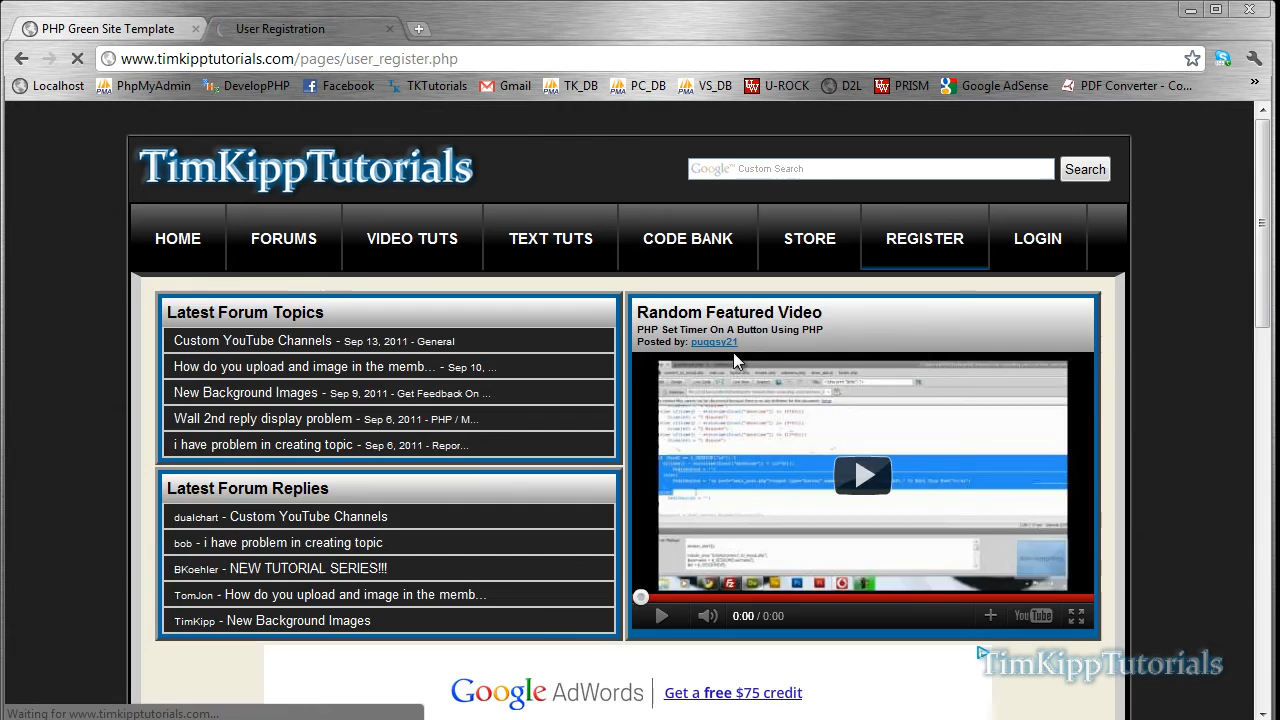 PHP Green Site Template
User Registration
www.timkipptutorials.com/pages/user_register.php
Localhost PhpMyAdmin DevelopPHP Facebook TKTutorials Gmail TK_DB PC_DB VS_DB U-ROCK D2L PRISM Google AdSense PDF Converter - Co... »
TimKippTutorials
Google™ Custom Search Search
HOME FORUMS VIDEO TUTS TEXT TUTS CODE BANK STORE REGISTER LOGIN
Latest Forum Topics
Custom YouTube Channels - Sep 13, 2011 - General
How do you upload and image in the memb... - Sep 10, ...
New Background Images - Sep 9, 2011 - Get Feedback On ...
Wall 2nd reply display problem - Sep 6, 2011 - PHP / M...
i have problem in creating topic - Sep 6, 2011 - Repor...
Latest Forum Replies
dualchart - Custom YouTube Channels
bob - i have problem in creating topic
BKoehler - NEW TUTORIAL SERIES!!!
TomJon - How do you upload and image in the memb...
TimKipp - New Background Images
Random Featured Video
PHP Set Timer On A Button Using PHP
Posted by: puggsy21
0:00 / 0:00
YouTube
TimKippTutorials
Google AdWords Get a free $75 credit
Waiting for www.timkipptutorials.com...